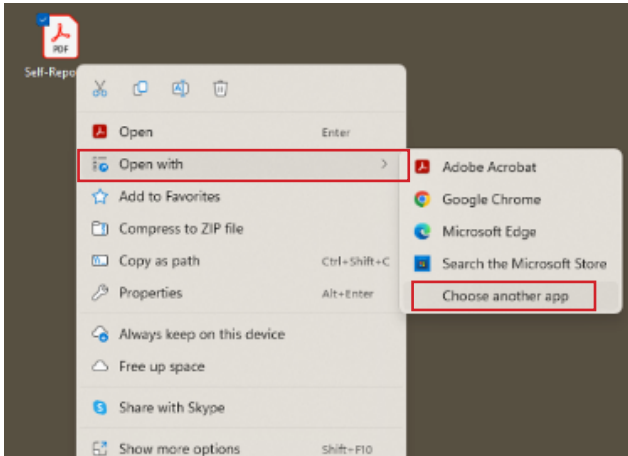 PDF
Self-Repo
Open Enter
Open with
Add to Favorites
Compress to ZIP file
Copy as path Ctrl+Shift+C
Properties Alt+Enter
Always keep on this device
Free up space
Share with Skype
Show more options Shift+F10
Adobe Acrobat
Google Chrome
Microsoft Edge
Search the Microsoft Store
Choose another app